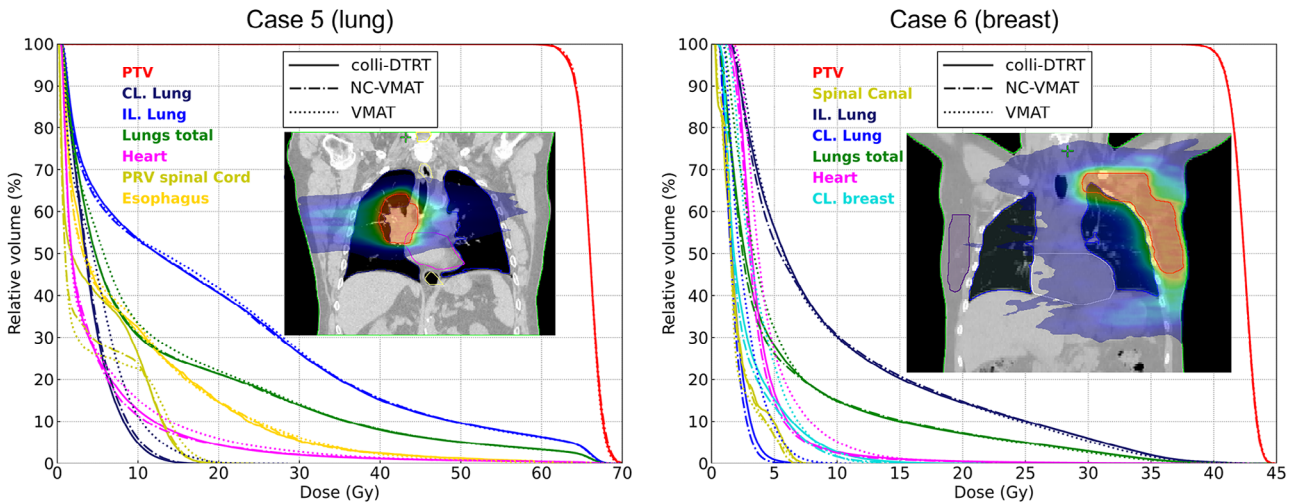 Case 5 (lung)
Case 6 (breast)
100
90
80
70
60
50
40
30
20
10
0
Relative volume (%)
PTV
CL. Lung
IL. Lung
Lungs total
Heart
PRV spinal Cord
Esophagus
colli-DTRT
NC-VMAT
VMAT
0 10 20 30 40 50 60 70
Dose (Gy)
100
90
80
70
60
50
40
30
20
10
0
Relative volume (%)
PTV
Spinal Canal
IL. Lung
CL. Lung
Lungs total
Heart
CL. breast
colli-DTRT
NC-VMAT
VMAT
0 5 10 15 20 25 30 35 40 45
Dose (Gy)